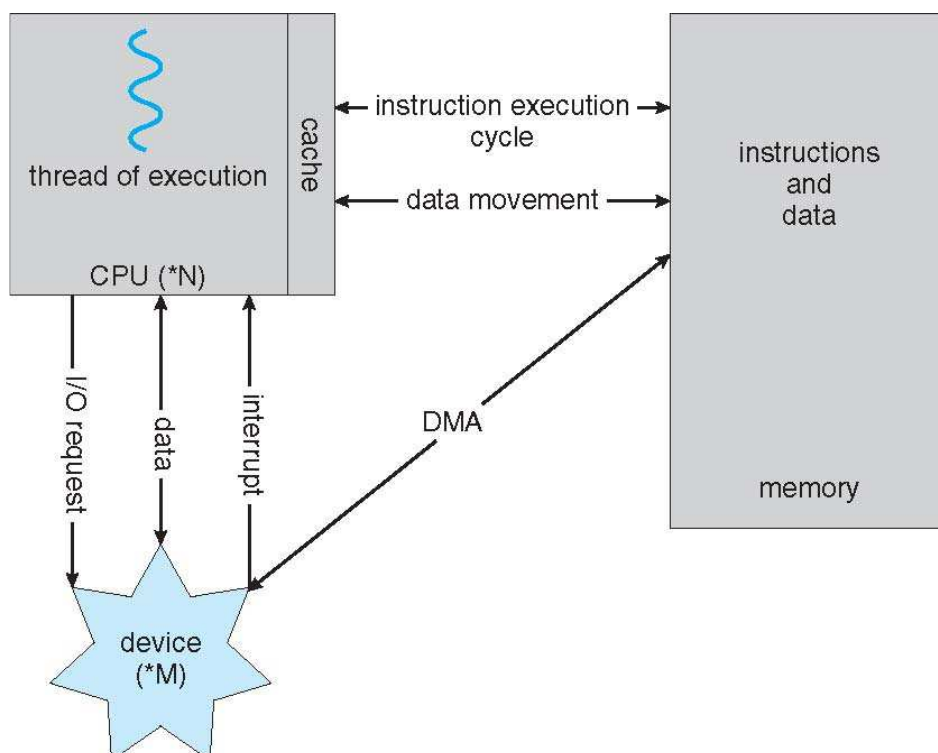 thread of execution
cache
CPU (*N)
instruction execution
cycle
data movement
instructions
and
data
memory
I/O request
data
interrupt
DMA
device
(*M)